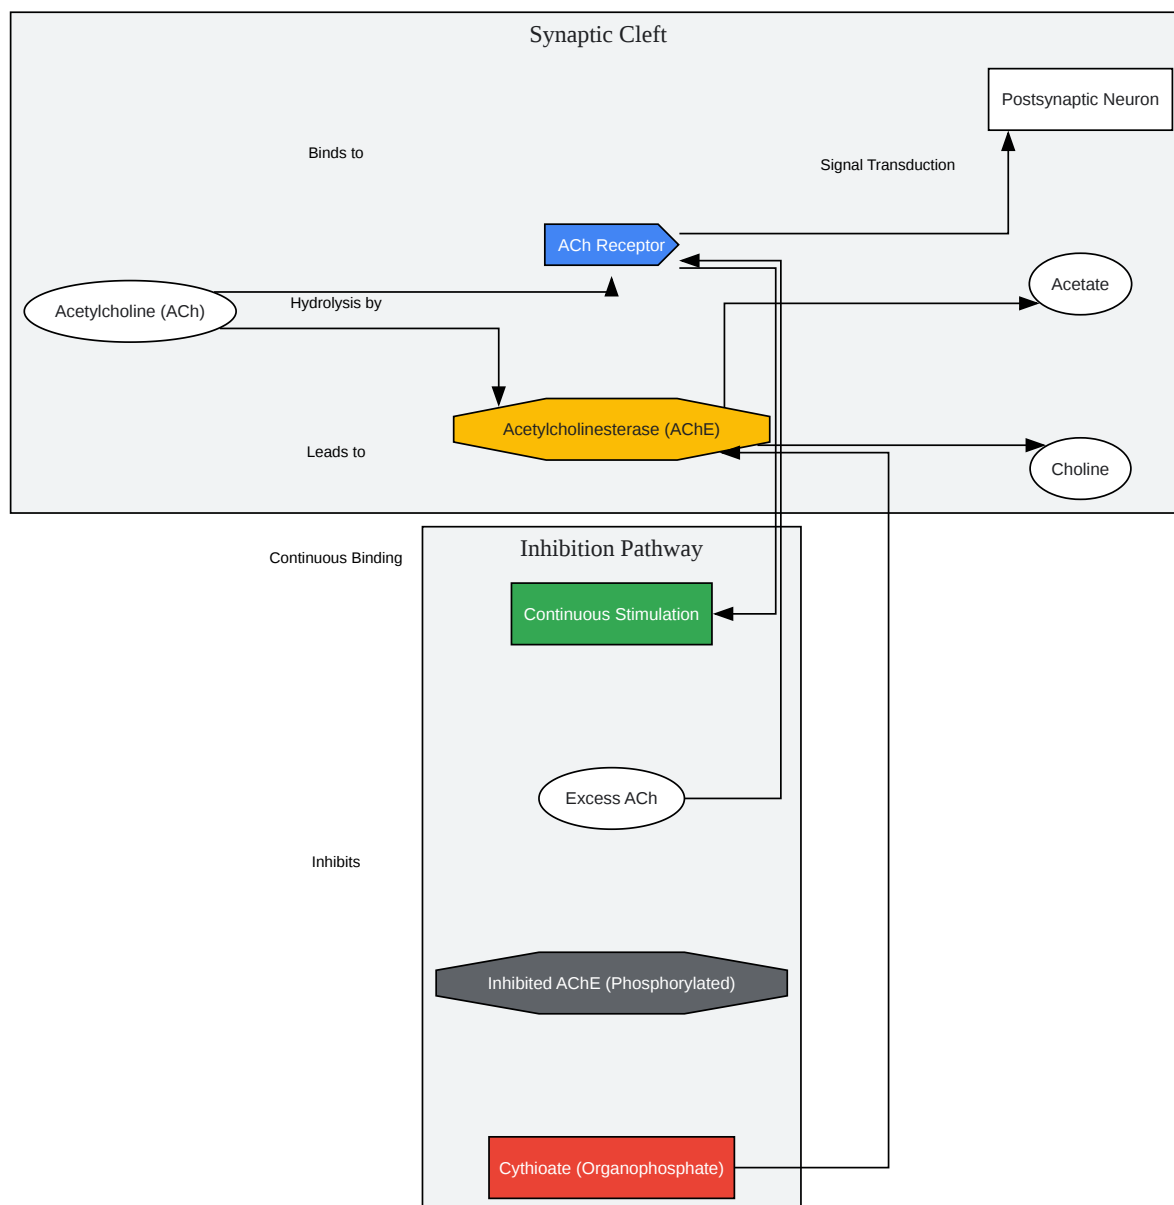 Synaptic Cleft
Postsynaptic Neuron
Binds to
Signal Transduction
ACh Receptor
Acetate
Hydrolysis by
Acetylcholine (ACh)
Acetylcholinesterase (AChE)
Leads to
Choline
Inhibition Pathway
Continuous Binding
Continuous Stimulation
Excess ACh
Inhibits
Inhibited AChE (Phosphorylated)
Cythioate (Organophosphate)